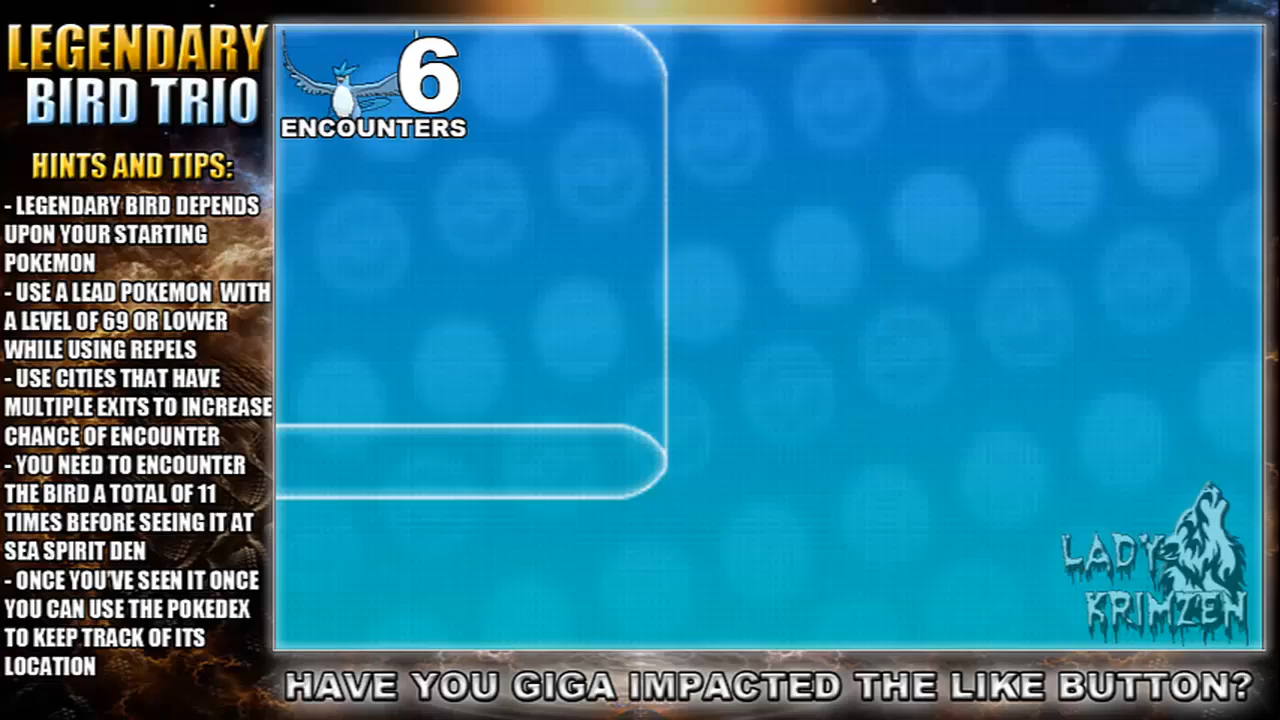 LEGENDARY
BIRD TRIO
HINTS AND TIPS:
- LEGENDARY BIRD DEPENDS
UPON YOUR STARTING
POKEMON
- USE A LEAD POKEMON WITH
A LEVEL OF 69 OR LOWER
WHILE USING REPELS
- USE CITIES THAT HAVE
MULTIPLE EXITS TO INCREASE
CHANCE OF ENCOUNTER
- YOU NEED TO ENCOUNTER
THE BIRD A TOTAL OF 11
TIMES BEFORE SEEING IT AT
SEA SPIRIT DEN
- ONCE YOU'VE SEEN IT ONCE
YOU CAN USE THE POKEDEX
TO KEEP TRACK OF ITS
LOCATION
6
ENCOUNTERS
LADY
KRIMZEN
HAVE YOU GIGA IMPACTED THE LIKE BUTTON?